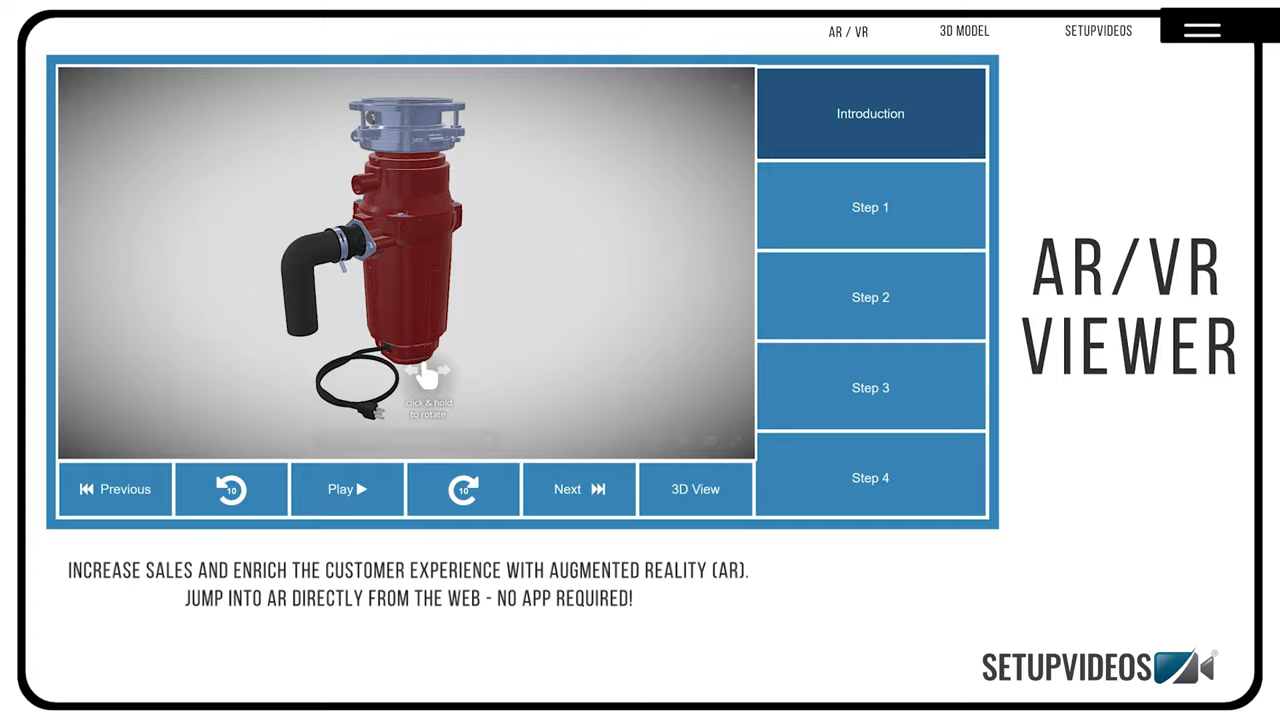 AR / VR
3D MODEL
SETUPVIDEOS
Introduction
Step 1
Step 2
Step 3
Step 4
click & hold
to rotate
Previous
10
Play
10
Next
3D View
AR/VR
VIEWER
INCREASE SALES AND ENRICH THE CUSTOMER EXPERIENCE WITH AUGMENTED REALITY (AR).
JUMP INTO AR DIRECTLY FROM THE WEB - NO APP REQUIRED!
SETUPVIDEOS